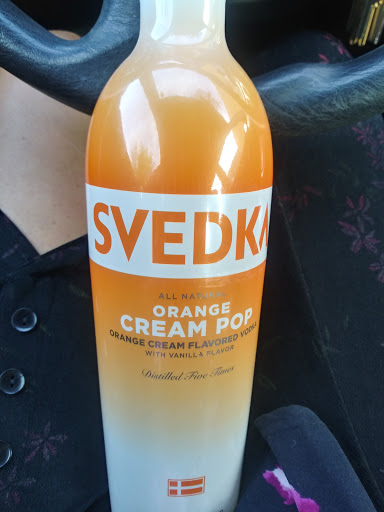 SVEDKA
ALL NATURAL
ORANGE
CREAM POP
ORANGE CREAM FLAVORED VODKA
WITH VANILLA FLAVOR
Distilled Five Times